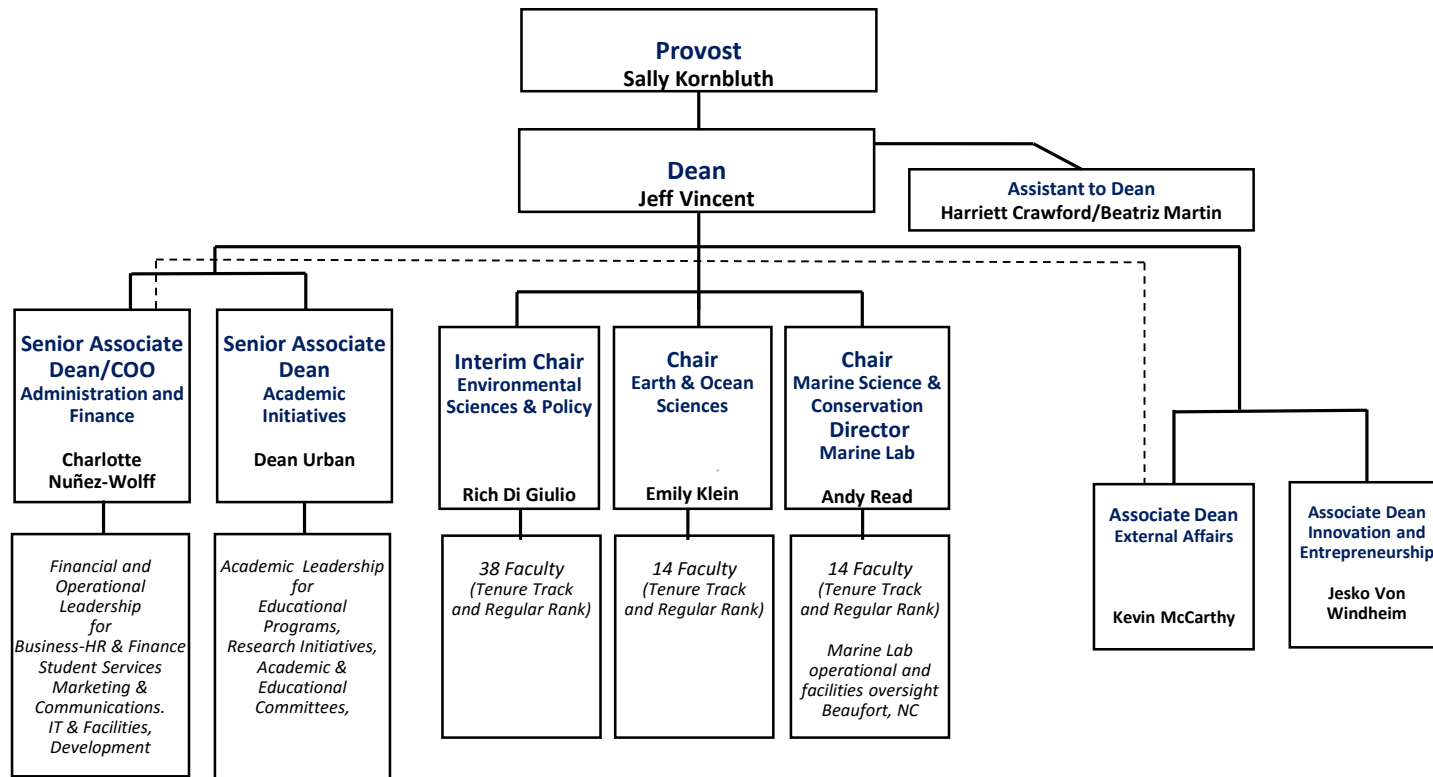 Provost
Sally Kornbluth
Dean
Jeff Vincent
Assistant to Dean
Harriett Crawford/Beatriz Martin
Senior Associate
Dean/COO
Administration and
Finance
Charlotte
Nuñez-Wolff
Senior Associate
Dean
Academic
Initiatives
Dean Urban
Interim Chair
Environmental
Sciences & Policy
Rich Di Giulio
Chair
Earth & Ocean
Sciences
Emily Klein
Chair
Marine Science &
Conservation
Director
Marine Lab
Andy Read
Associate Dean
External Affairs
Kevin McCarthy
Associate Dean
Innovation and
Entrepreneurship
Jesko Von
Windheim
Financial and
Operational
Leadership
for
Business-HR & Finance
Student Services
Marketing &
Communications.
IT & Facilities,
Development
Academic Leadership
for
Educational
Programs,
Research Initiatives,
Academic &
Educational
Committees,
38 Faculty
(Tenure Track
and Regular Rank)
14 Faculty
(Tenure Track
and Regular Rank)
14 Faculty
(Tenure Track
and Regular Rank)
Marine Lab
operational and
facilities oversight
Beaufort, NC